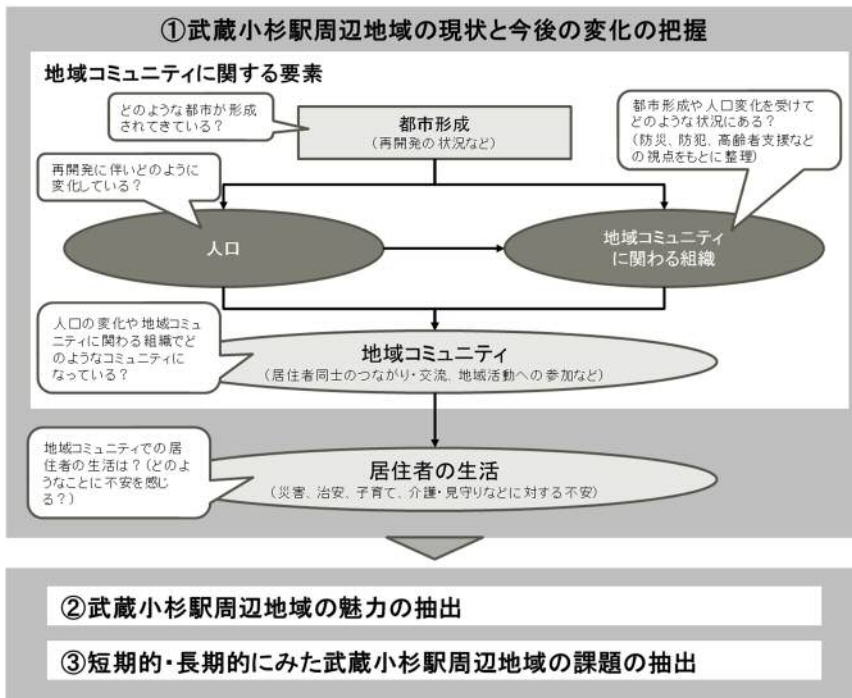 ①武蔵小杉駅周辺地域の現状と今後の変化の把握
地域コミュニティに関する要素
どのような都市が形成
されてきている？
都市形成
（再開発の状況など）
都市形成や人口変化を受けて
どのような状況にある？
（防災、防犯、高齢者支援など
の視点をもとに整理）
再開発に伴いどのように
変化している？
人口
地域コミュニティ
に関わる組織
人口の変化や地域コミュ
ニティに関わる組織でど
のようなコミュニティに
なっている？
地域コミュニティ
（居住者同士のつながり・交流、地域活動への参加など）
地域コミュニティでの居
住者の生活は？（どのよ
うなことに不安を感じ
る？）
居住者の生活
（災害、治安、子育て、介護・見守りなどに対する不安）
②武蔵小杉駅周辺地域の魅力の抽出
③短期的・長期的にみた武蔵小杉駅周辺地域の課題の抽出